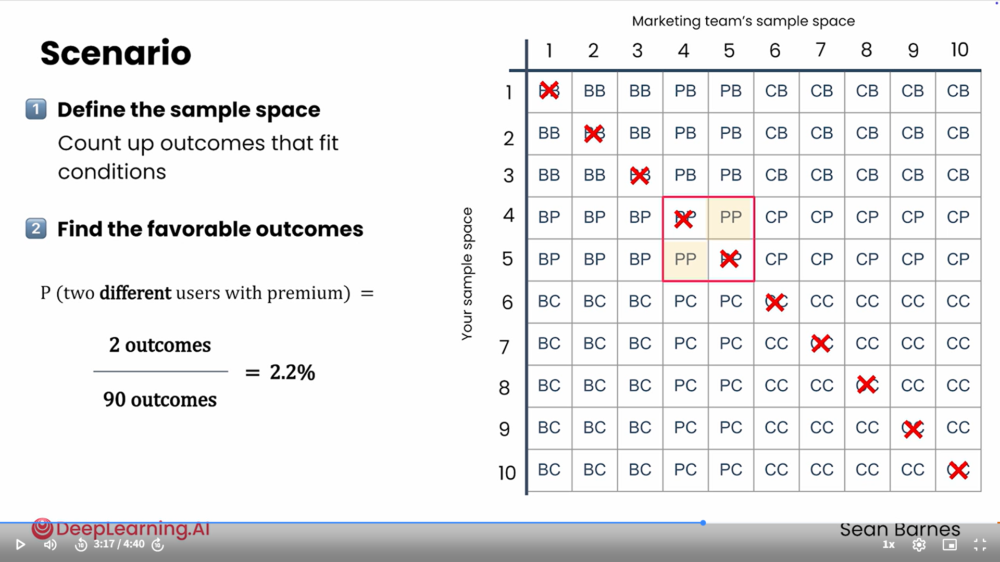 Scenario
1 Define the sample space
Count up outcomes that fit
conditions
2 Find the favorable outcomes
P (two different users with premium) =
2 outcomes
= 2.2%
90 outcomes
Marketing team's sample space
1 2 3 4 5 6 7 8 9 10
Your sample space
1 BB BB PB PB CB CB CB CB CB
2 BB BB PB PB CB CB CB CB CB
3 BB BB PB PB CB CB CB CB CB
4 BP BP BP PP CP CP CP CP CP
5 BP BP BP PP CP CP CP CP CP
6 BC BC BC PC PC CC CC CC CC
7 BC BC BC PC PC CC CC CC CC
8 BC BC BC PC PC CC CC CC CC
9 BC BC BC PC PC CC CC CC CC
10 BC BC BC PC PC CC CC CC CC
DeepLearning.AI
Sean Barnes
10 3:17 / 4:40 10
1x